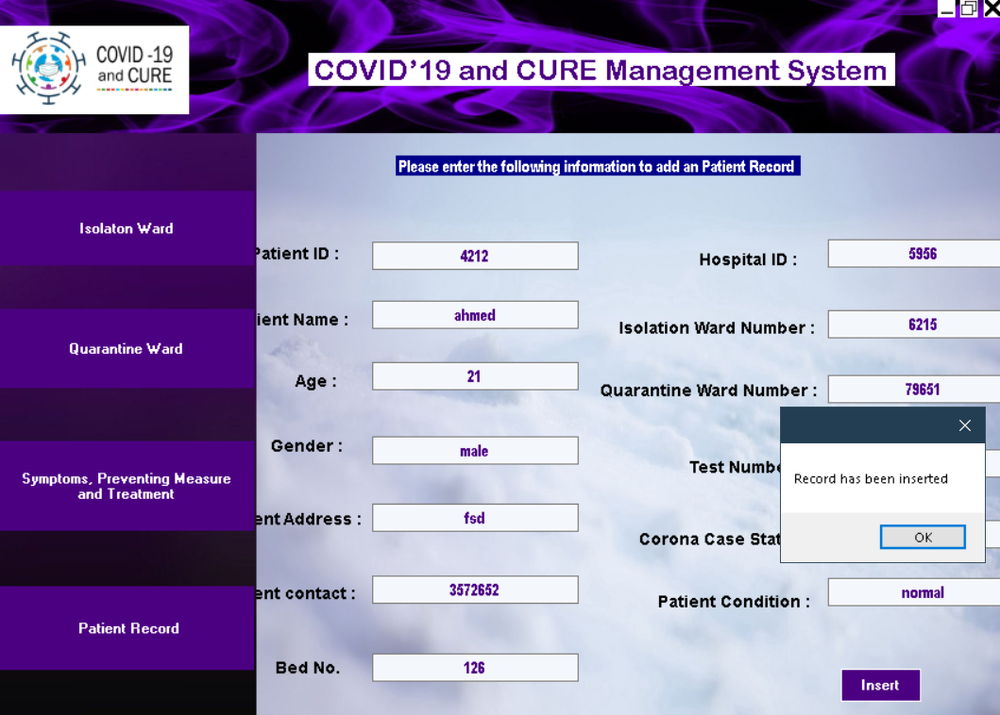 COVID -19
and CURE
COVID'19 and CURE Management System
Please enter the following information to add an Patient Record
Isolaton Ward
Quarantine Ward
Symptoms, Preventing Measure
and Treatment
Patient Record
Patient ID :
4212
ient Name :
ahmed
Age :
21
Gender :
male
ent Address :
fsd
ent contact :
3572652
Bed No.
126
Hospital ID :
5956
Isolation Ward Number :
6215
Quarantine Ward Number :
79651
Test Numbe
Corona Case Stat
Patient Condition :
normal
Record has been inserted
OK
Insert